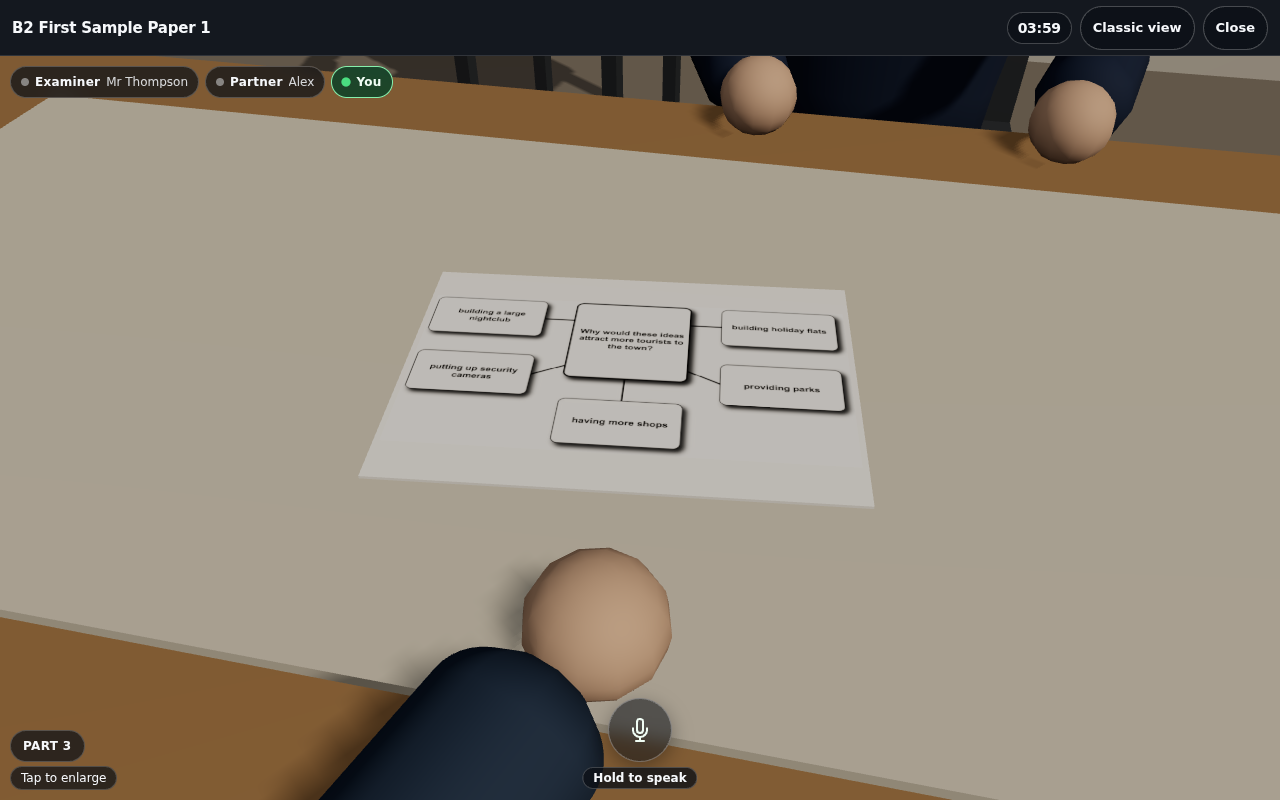 B2 First Sample Paper 1
03:59
Classic view
Close
Examiner Mr Thompson
Partner Alex
You
building a large
nightclub
Why would these ideas
attract more tourists to
the town?
building holiday flats
putting up security
cameras
providing parks
having more shops
PART 3
Tap to enlarge
Hold to speak